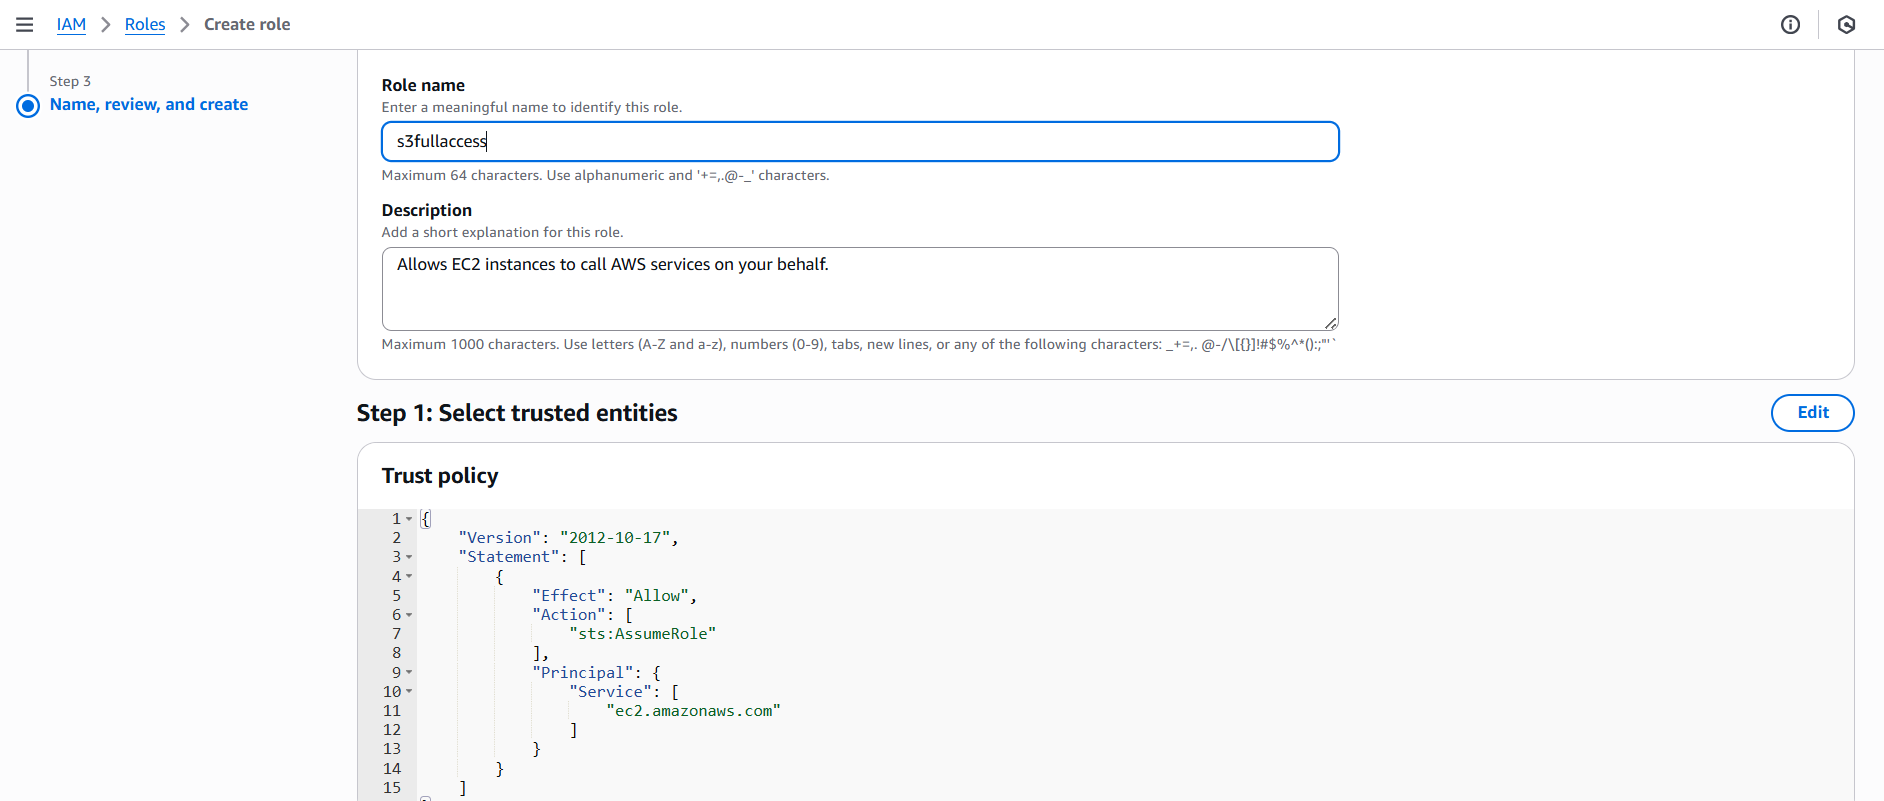 IAM > Roles > Create role
Step 3
Name, review, and create
Role name
Enter a meaningful name to identify this role.
s3fullaccess
Maximum 64 characters. Use alphanumeric and '+=,.@-_' characters.
Description
Add a short explanation for this role.
Allows EC2 instances to call AWS services on your behalf.
Maximum 1000 characters. Use letters (A-Z and a-z), numbers (0-9), tabs, new lines, or any of the following characters: _+=,. @-/\[{}]!#$%^*();:"'`
Step 1: Select trusted entities
Edit
Trust policy
1 {
2     "Version": "2012-10-17",
3     "Statement": [
4         {
5             "Effect": "Allow",
6             "Action": [
7                 "sts:AssumeRole"
8             ],
9             "Principal": {
10                 "Service": [
11                     "ec2.amazonaws.com"
12                 ]
13             }
14         }
15     ]